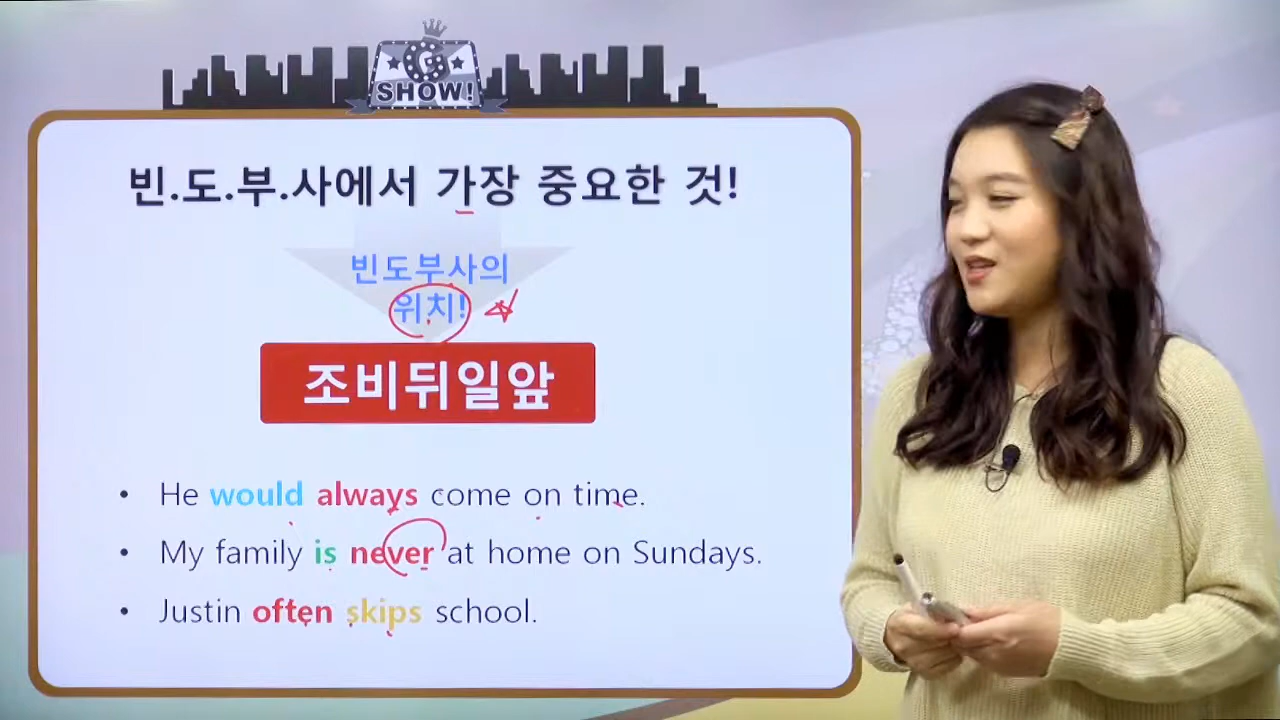 G
SHOW!
빈.도.부.사에서 가장 중요한 것!
빈도부사의
위치!
조비뒤일앞
• He would always come on time.
• My family is never at home on Sundays.
• Justin often skips school.